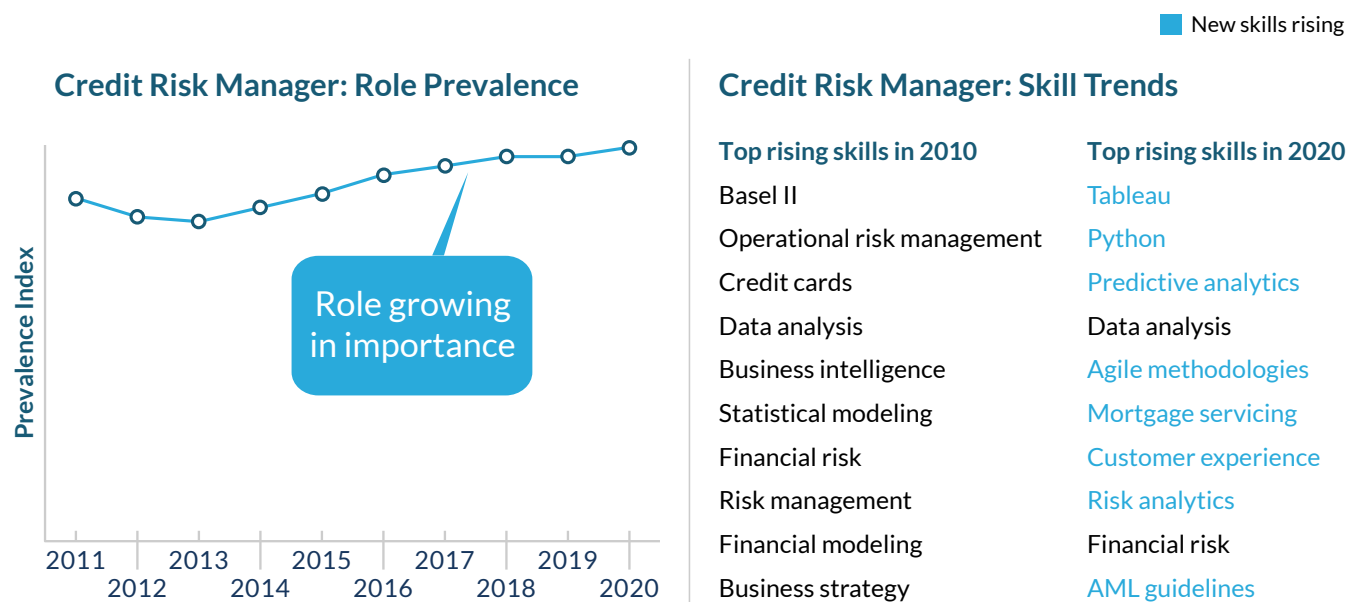 New skills rising
Credit Risk Manager: Role Prevalence
Prevalence Index
Role growing
in importance
2011
2012
2013
2014
2015
2016
2017
2018
2019
2020
Credit Risk Manager: Skill Trends
Top rising skills in 2010
Basel II
Operational risk management
Credit cards
Data analysis
Business intelligence
Statistical modeling
Financial risk
Risk management
Financial modeling
Business strategy
Top rising skills in 2020
Tableau
Python
Predictive analytics
Data analysis
Agile methodologies
Mortgage servicing
Customer experience
Risk analytics
Financial risk
AML guidelines